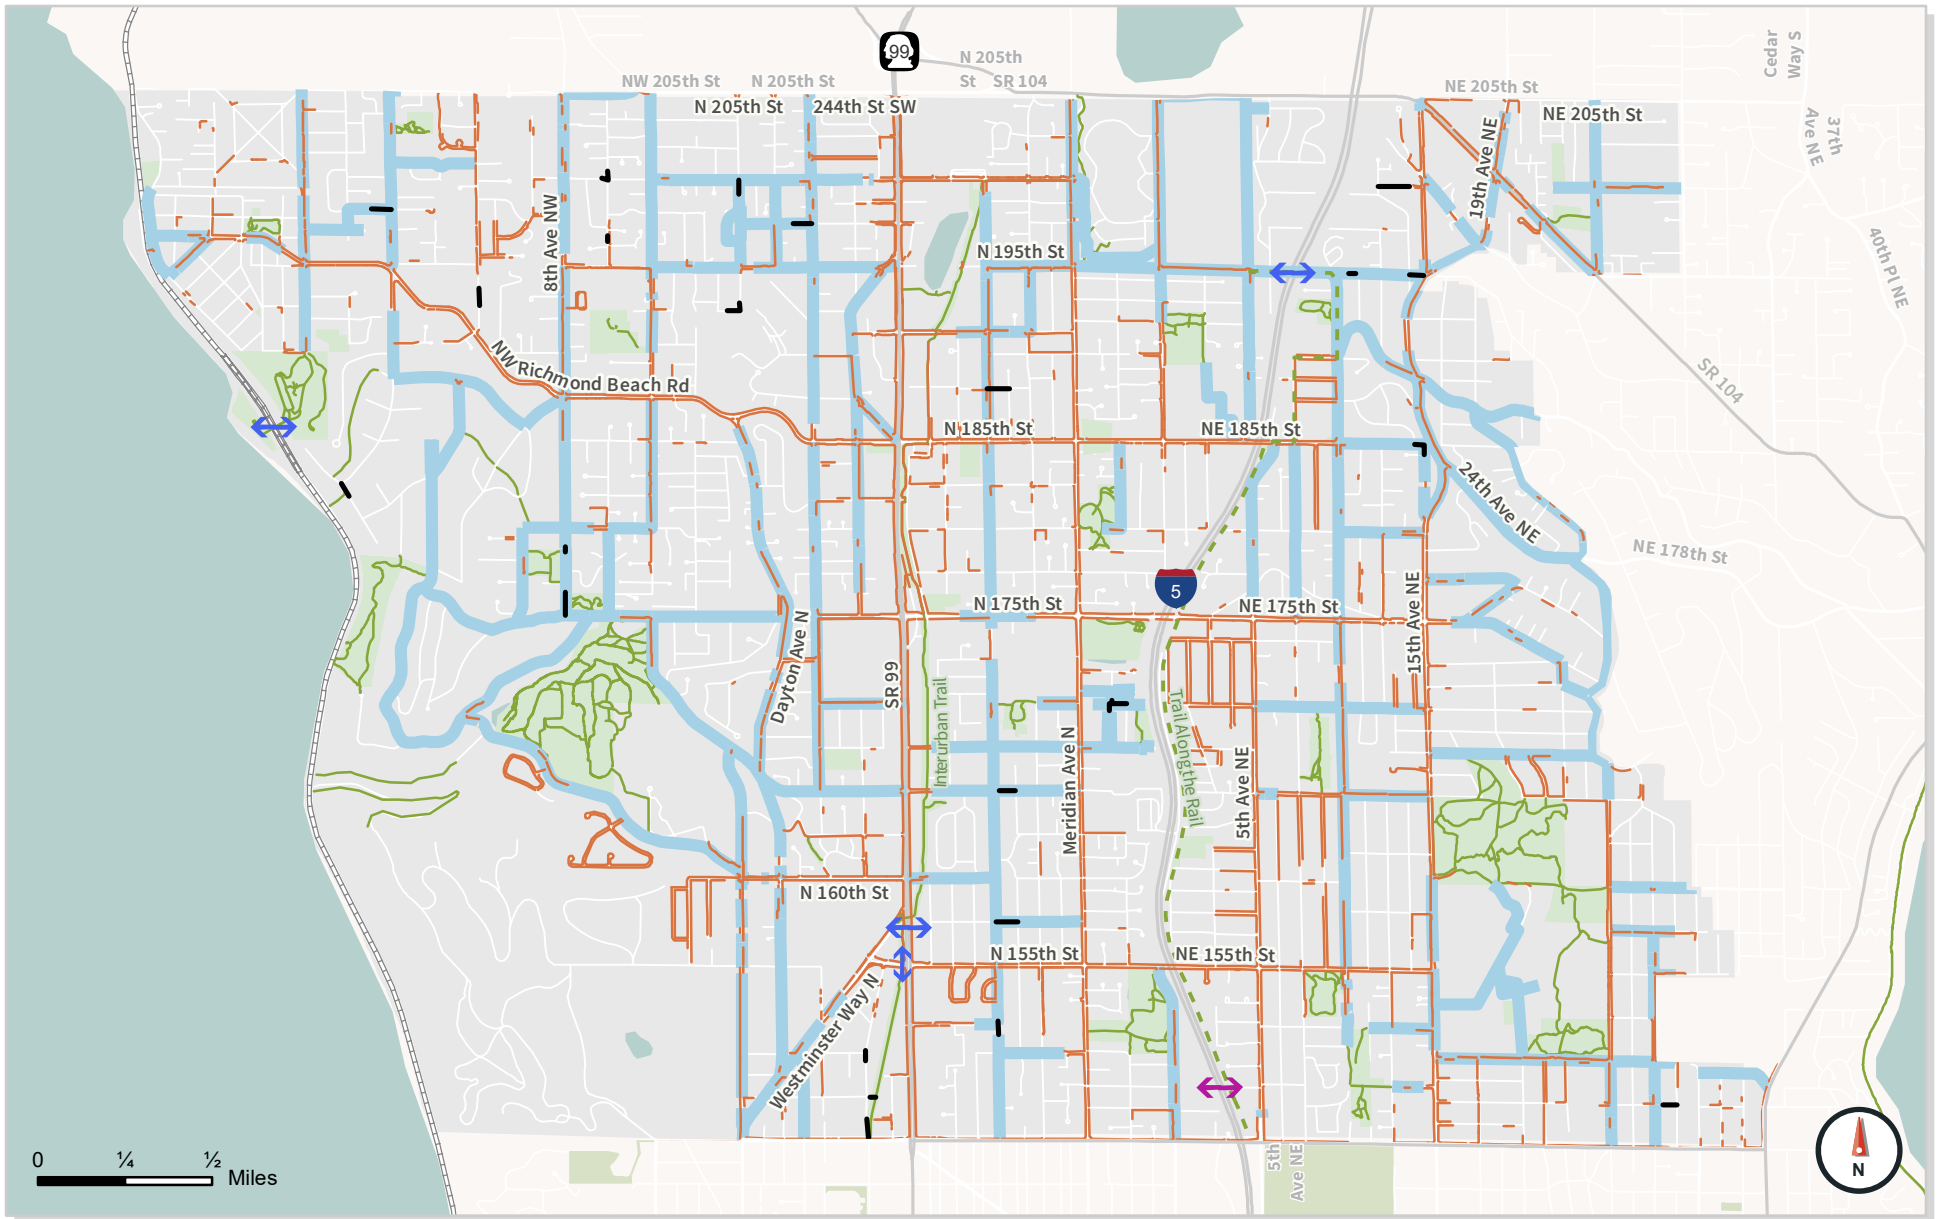 99
N 205th
St SR 104
Cedar
Way S
NW 205th St
N 205th St
NE 205th St
N 205th St
244th St SW
NE 205th St
37th
Ave NE
19th Ave NE
8th Ave NW
N 195th St
40th Pl NE
NW Richmond Beach Rd
SR 104
N 185th St
NE 185th St
24th Ave NE
NE 178th St
5
N 175th St
NE 175th St
15th Ave NE
Dayton Ave N
SR 99
Interurban Trail
Trail Along the Rail
Meridian Ave N
5th Ave NE
N 160th St
N 155th St
NE 155th St
Westminster Way N
5th
Ave NE
0 ¼ ½
Miles
N